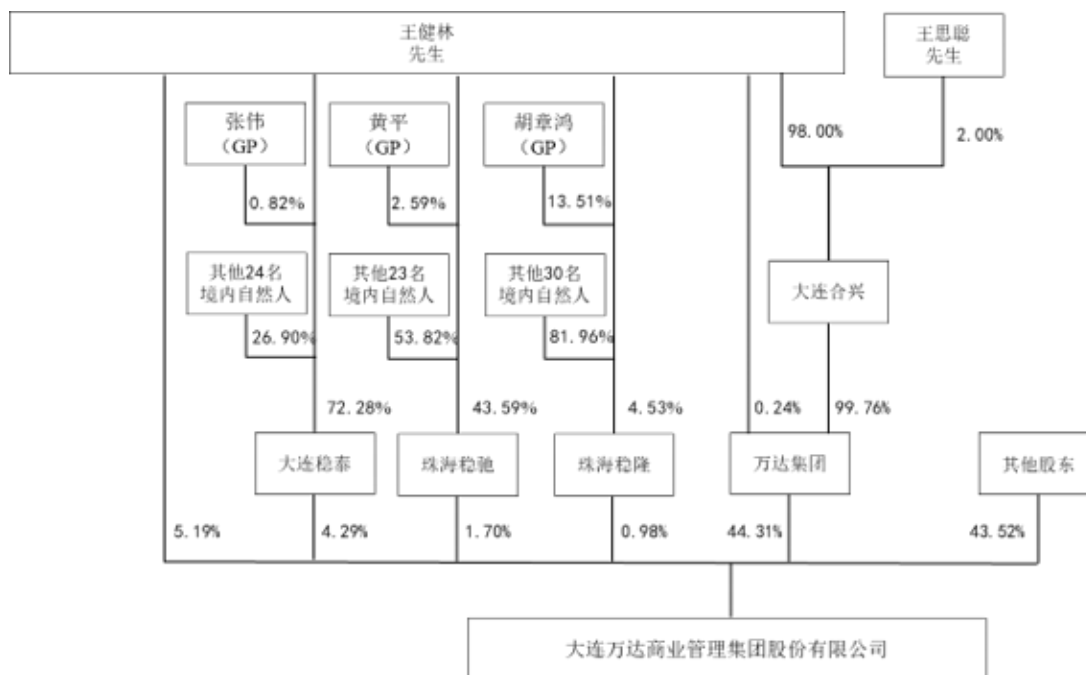 王健林
先生
王思聪
先生
张伟
（GP）
黄平
（GP）
胡章鸿
（GP）
98.00%
2.00%
0.82%
2.59%
13.51%
其他24名
境内自然人
其他23名
境内自然人
其他30名
境内自然人
大连合兴
26.90%
53.82%
81.96%
72.28%
43.59%
4.53%
0.24%
99.76%
大连稳泰
珠海稳驰
珠海稳隆
万达集团
其他股东
5.19%
4.29%
1.70%
0.98%
44.31%
43.52%
大连万达商业管理集团股份有限公司